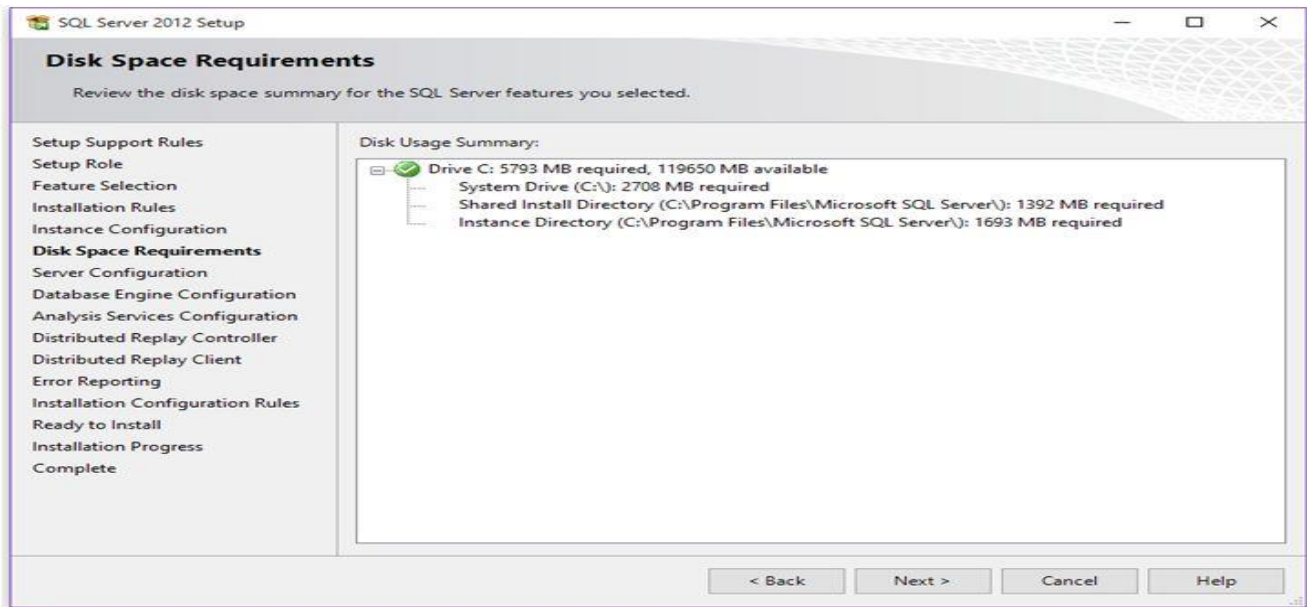 SQL Server 2012 Setup
Disk Space Requirements
Review the disk space summary for the SQL Server features you selected.
Setup Support Rules
Setup Role
Feature Selection
Installation Rules
Instance Configuration
Disk Space Requirements
Server Configuration
Database Engine Configuration
Analysis Services Configuration
Distributed Replay Controller
Distributed Replay Client
Error Reporting
Installation Configuration Rules
Ready to Install
Installation Progress
Complete
Disk Usage Summary:
Drive C: 5793 MB required, 119650 MB available
System Drive (C:\): 2708 MB required
Shared Install Directory (C:\Program Files\Microsoft SQL Server\): 1392 MB required
Instance Directory (C:\Program Files\Microsoft SQL Server\): 1693 MB required
< Back Next > Cancel Help